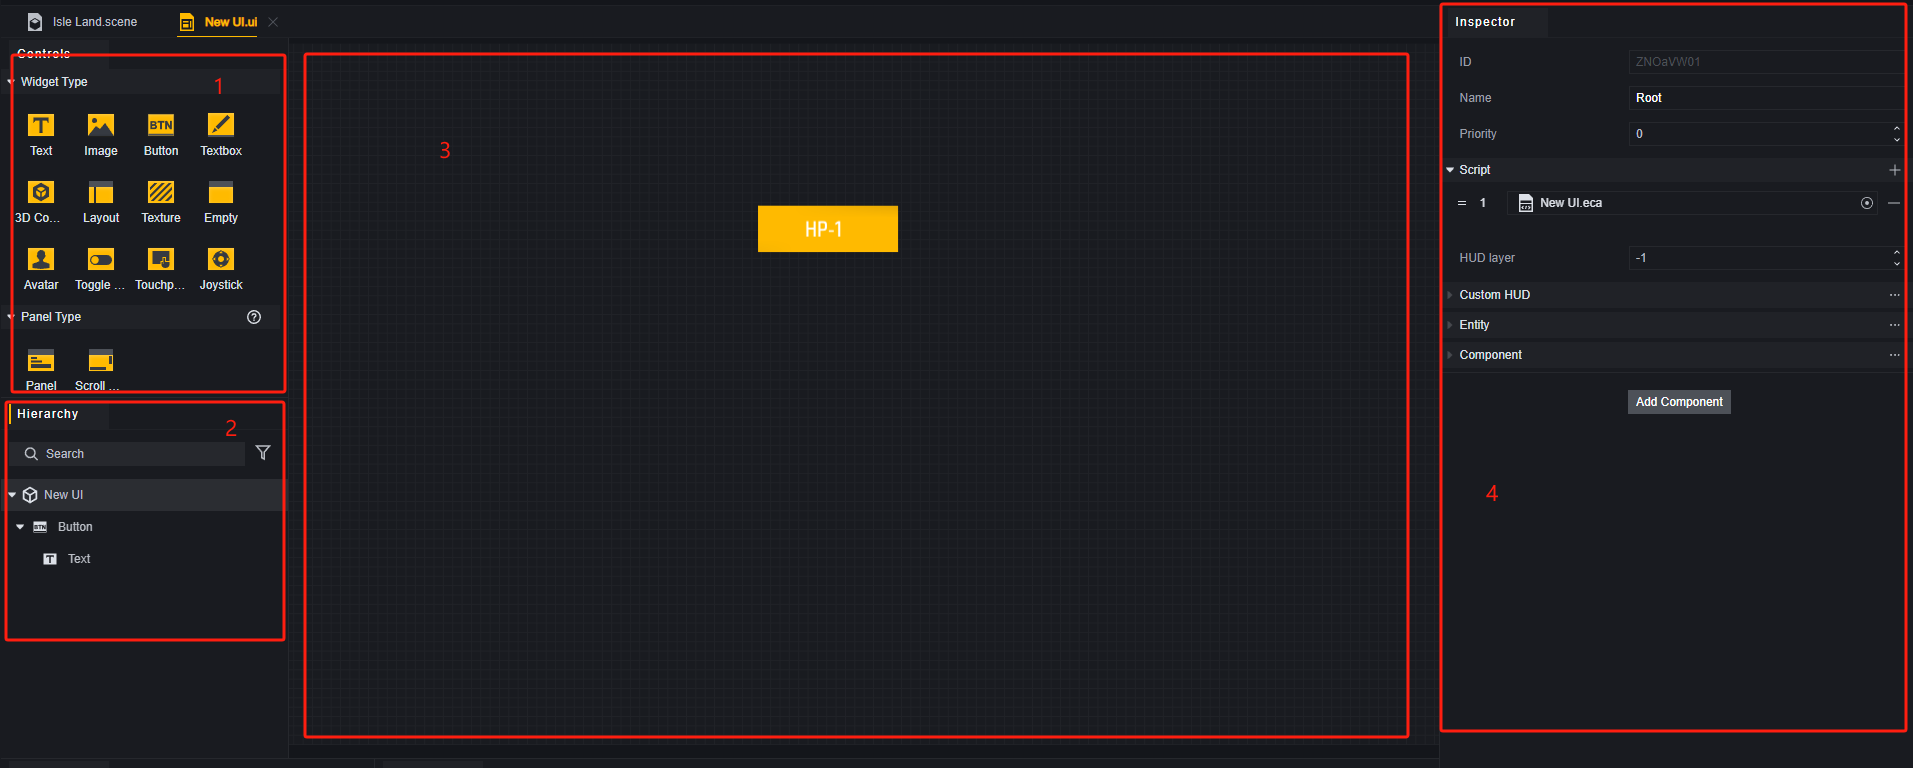 Isle Land.scene
New UI.ui
Controls
Widget Type
1
Text
Image
BTN
Button
Textbox
3D Co...
Layout
Texture
Empty
Avatar
Toggle ...
Touchp...
Joystick
Panel Type
Panel
Scroll ...
Hierarchy
2
Search
New UI
BTN
Button
T
Text
3
HP-1
Inspector
ID
ZNOaVW01
Name
Root
Priority
0
Script
= 1
New UI.eca
HUD layer
-1
Custom HUD
...
Entity
...
Component
...
Add Component
4